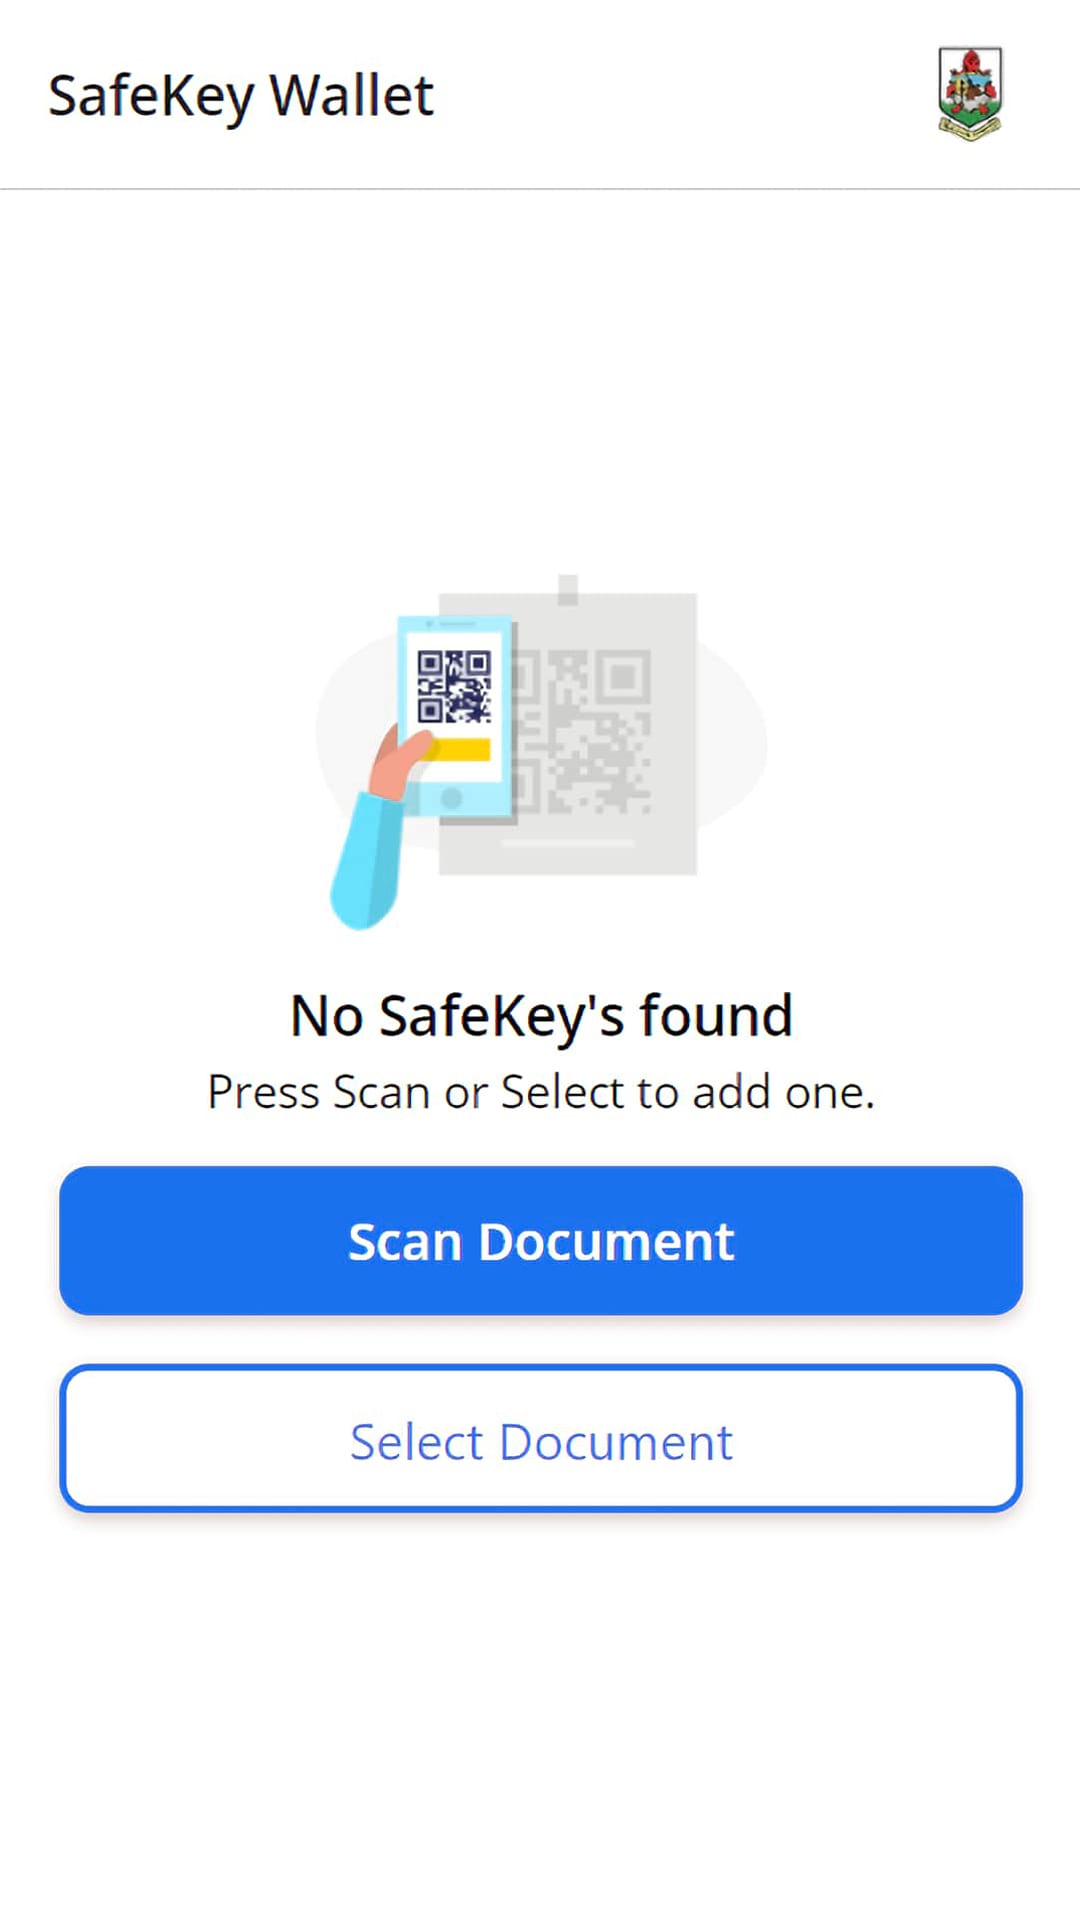 SafeKey Wallet
No SafeKey's found
Press Scan or Select to add one.
Scan Document
Select Document